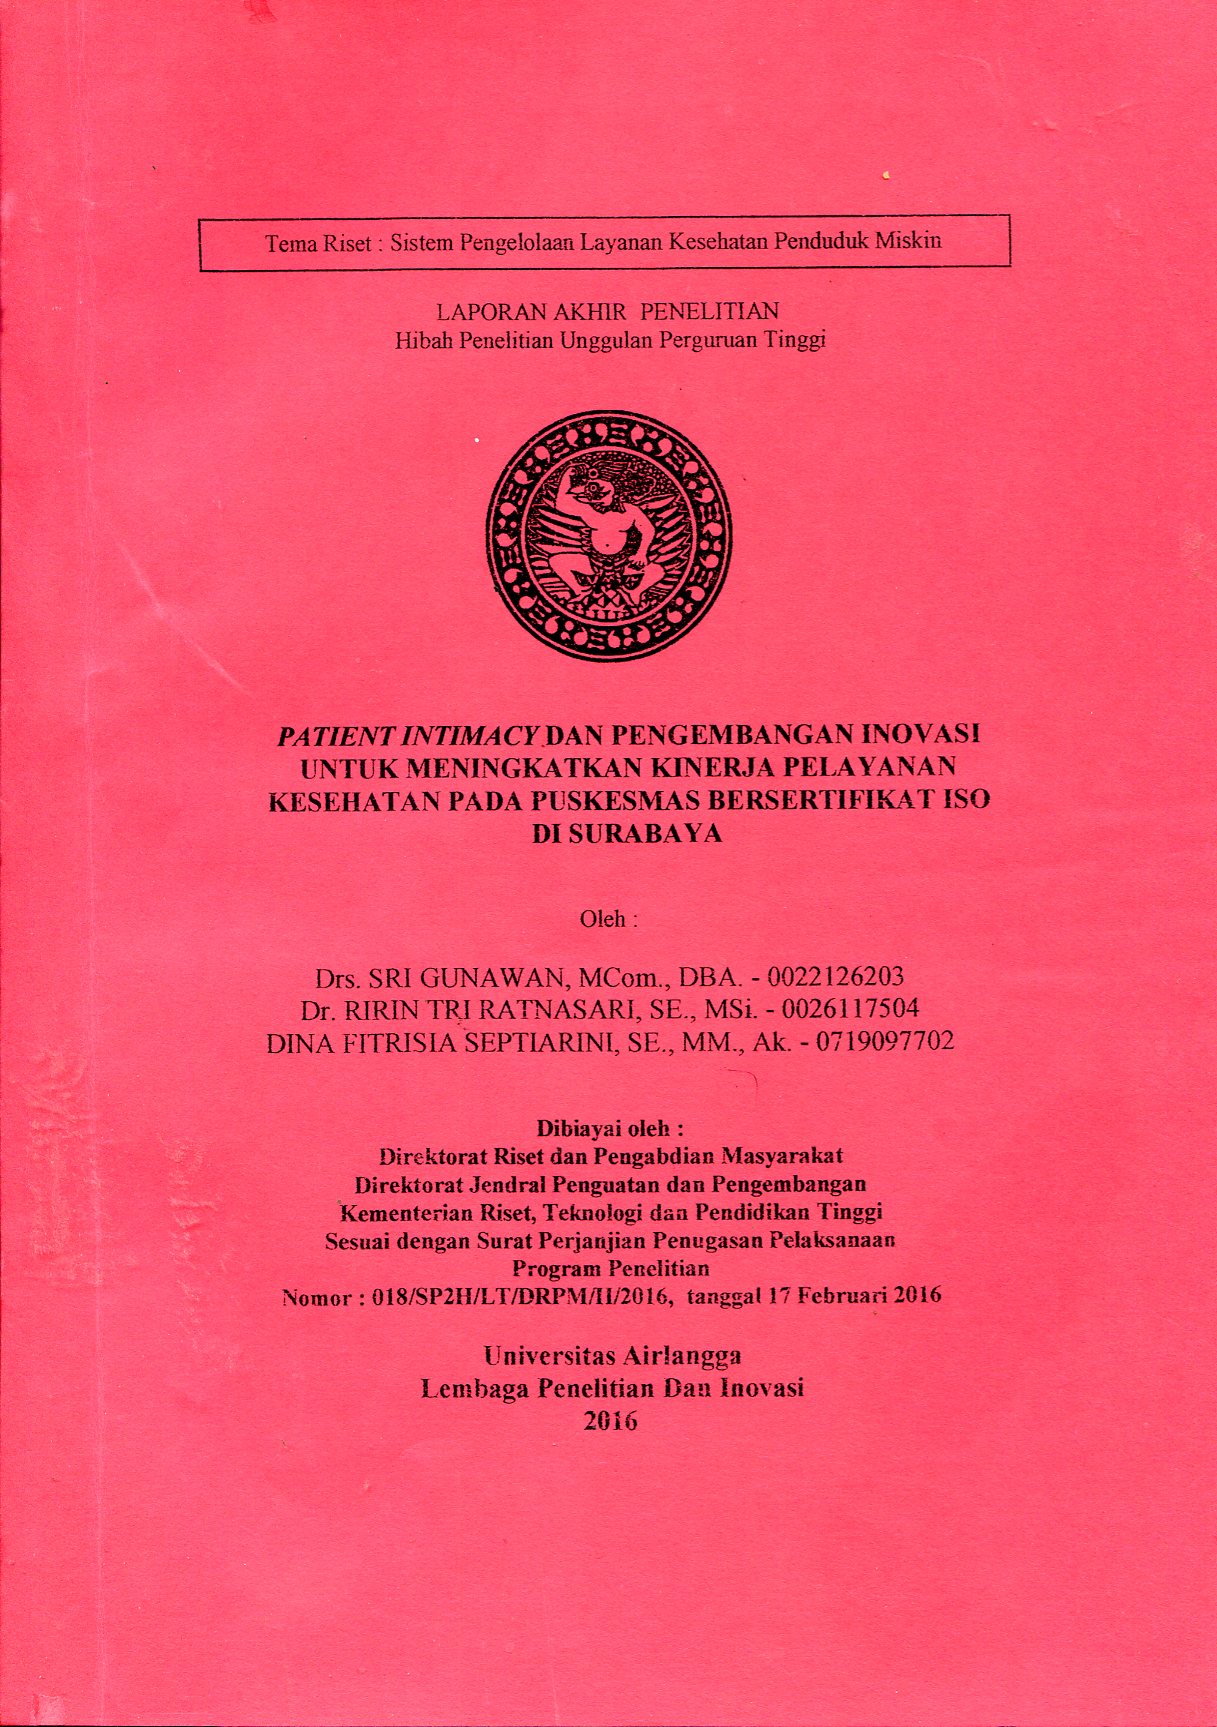 Tema Riset : Sistem Pengelolaan Layanan Kesehatan Penduduk Miskin
LAPORAN AKHIR PENELITIAN
Hibah Penelitian Unggulan Perguruan Tinggi
PATIENT INTIMACY DAN PENGEMBANGAN INOVASI
UNTUK MENINGKATKAN KINERJA PELAYANAN
KESEHATAN PADA PUSKESMAS BERSERTIFIKAT ISO
DI SURABAYA
Oleh :
Drs. SRI GUNAWAN, MCom., DBA. - 0022126203
Dr. RIRIN TRI RATNASARI, SE., MSi. - 0026117504
DINA FITRISIA SEPTIARINI, SE., MM., Ak. - 0719097702
Dibiayai oleh :
Direktorat Riset dan Pengabdian Masyarakat
Direktorat Jendral Penguatan dan Pengembangan
Kementerian Riset, Teknologi dan Pendidikan Tinggi
Sesuai dengan Surat Perjanjian Penugasan Pelaksanaan
Program Penelitian
Nomor : 018/SP2H/LT/DRPM/II/2016, tanggal 17 Februari 2016
Universitas Airlangga
Lembaga Penelitian Dan Inovasi
2016